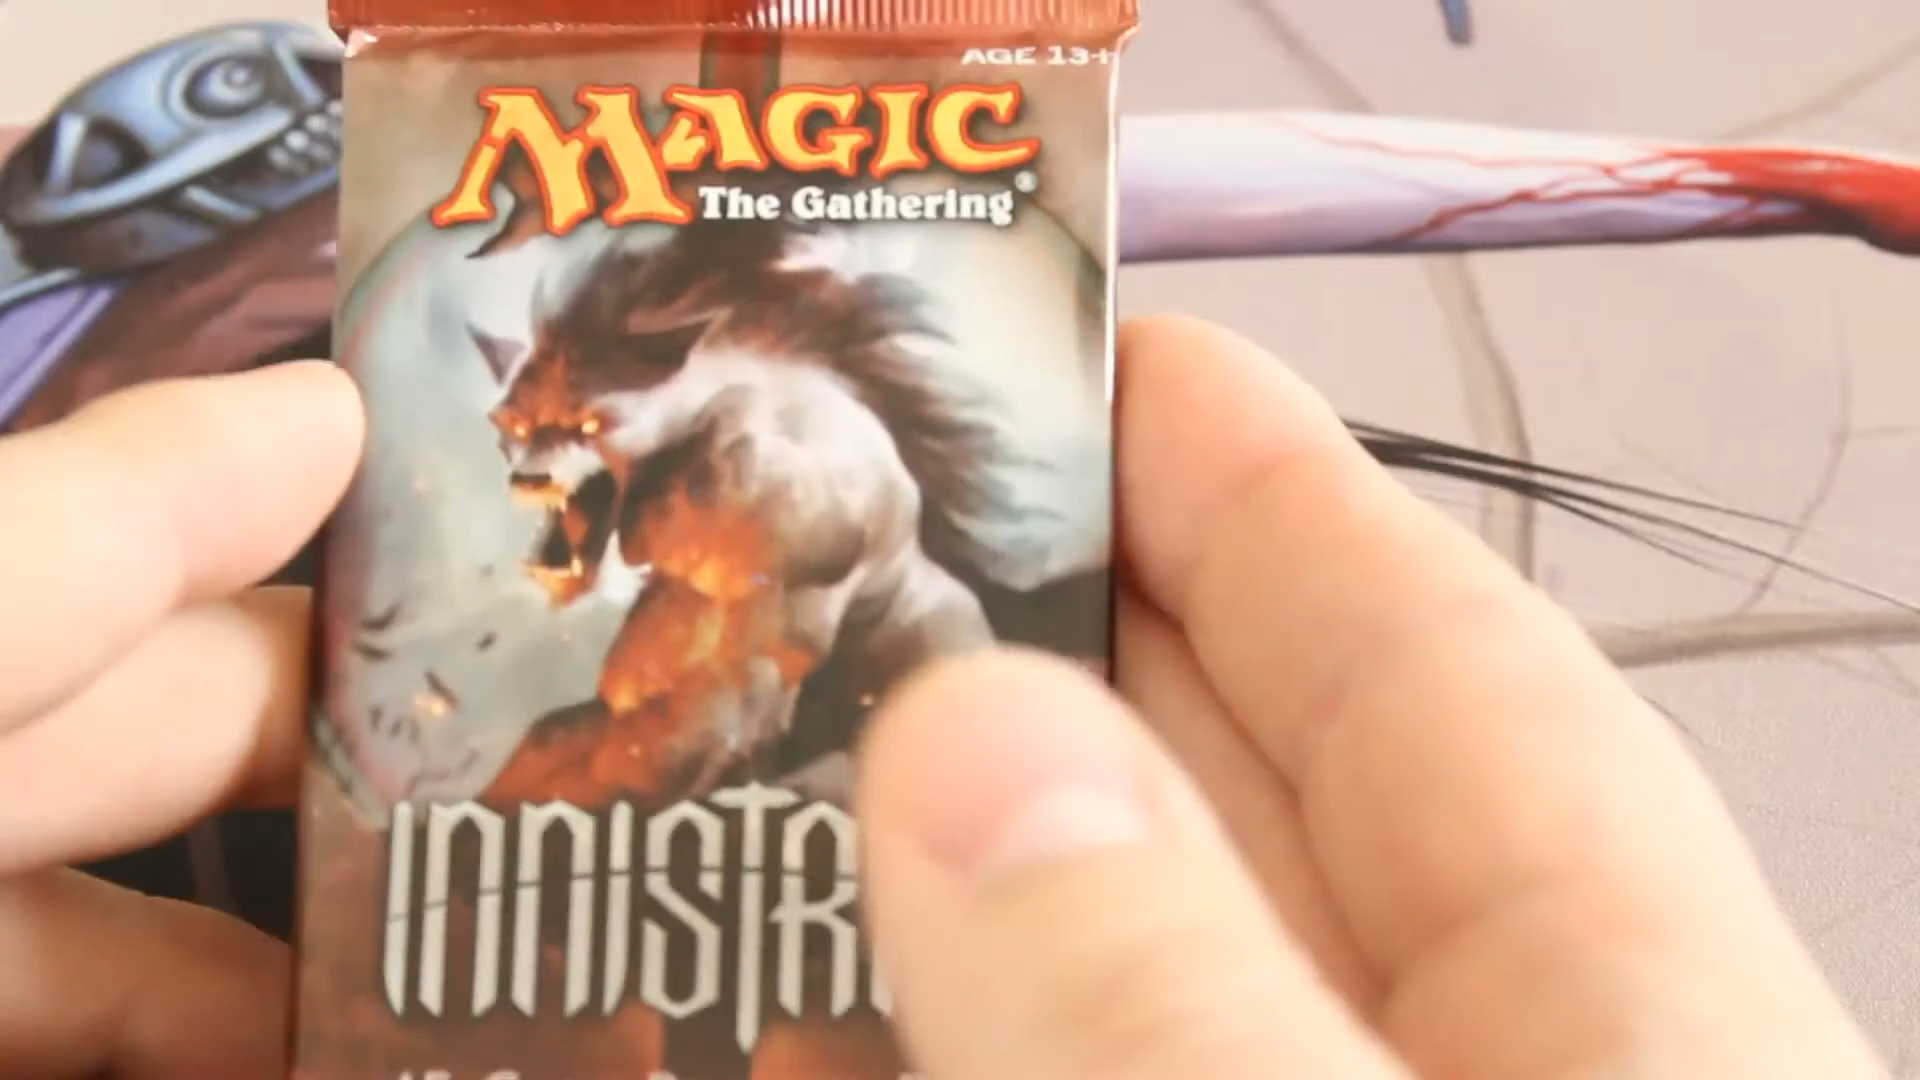 AGE 13+
MAGIC
The Gathering®
INNISTR